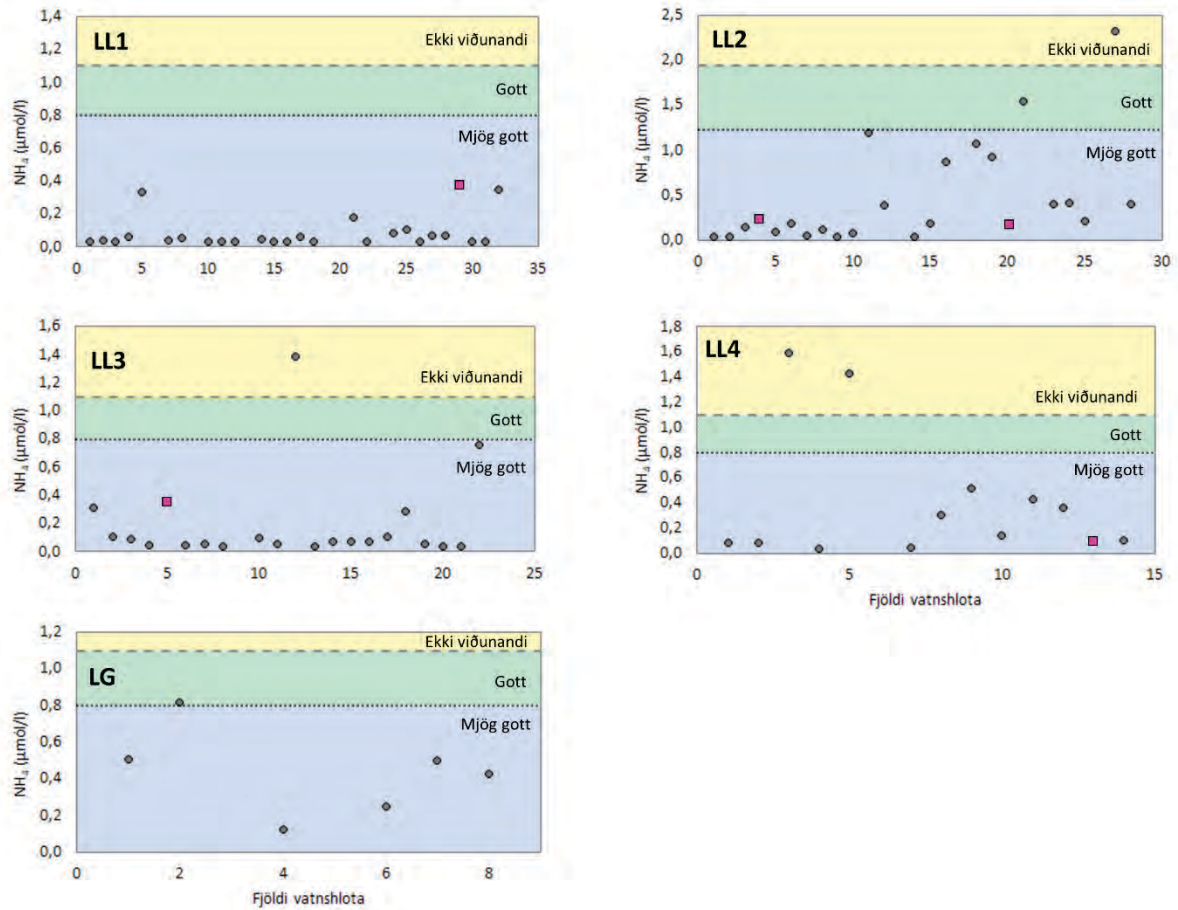 LL1
Ekki viðunandi
Gott
Mjög gott
NH4 (µmól/l)
1,4
1,2
1,0
0,8
0,6
0,4
0,2
0,0
0 5 10 15 20 25 30 35
LL2
Ekki viðunandi
Gott
Mjög gott
NH4 (µmól/l)
2,5
2,0
1,5
1,0
0,5
0,0
0 5 10 15 20 25 30
LL3
Ekki viðunandi
Gott
Mjög gott
NH4 (µmól/l)
1,6
1,4
1,2
1,0
0,8
0,6
0,4
0,2
0,0
0 5 10 15 20 25
LL4
Ekki viðunandi
Gott
Mjög gott
NH4 (µmól/l)
1,8
1,6
1,4
1,2
1,0
0,8
0,6
0,4
0,2
0,0
0 5 10 15
Fjöldi vatnshlota
LG
Ekki viðunandi
Gott
Mjög gott
NH4 (µmól/l)
1,2
1,0
0,8
0,6
0,4
0,2
0,0
0 2 4 6 8
Fjöldi vatnshlota